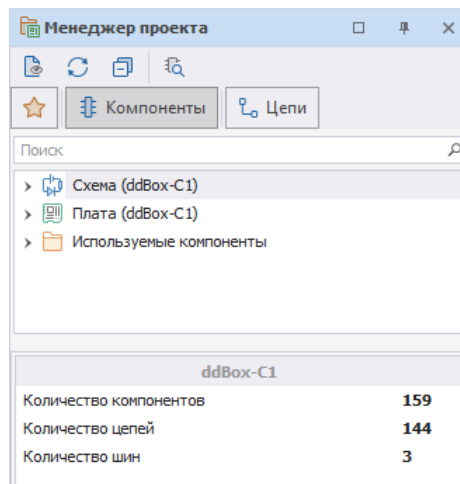 Менеджер проекта
Компоненты Цепи
Поиск
Схема (ddBox-C1)
Плата (ddBox-C1)
Используемые компоненты
ddBox-C1
Количество компонентов 159
Количество цепей 144
Количество шин 3